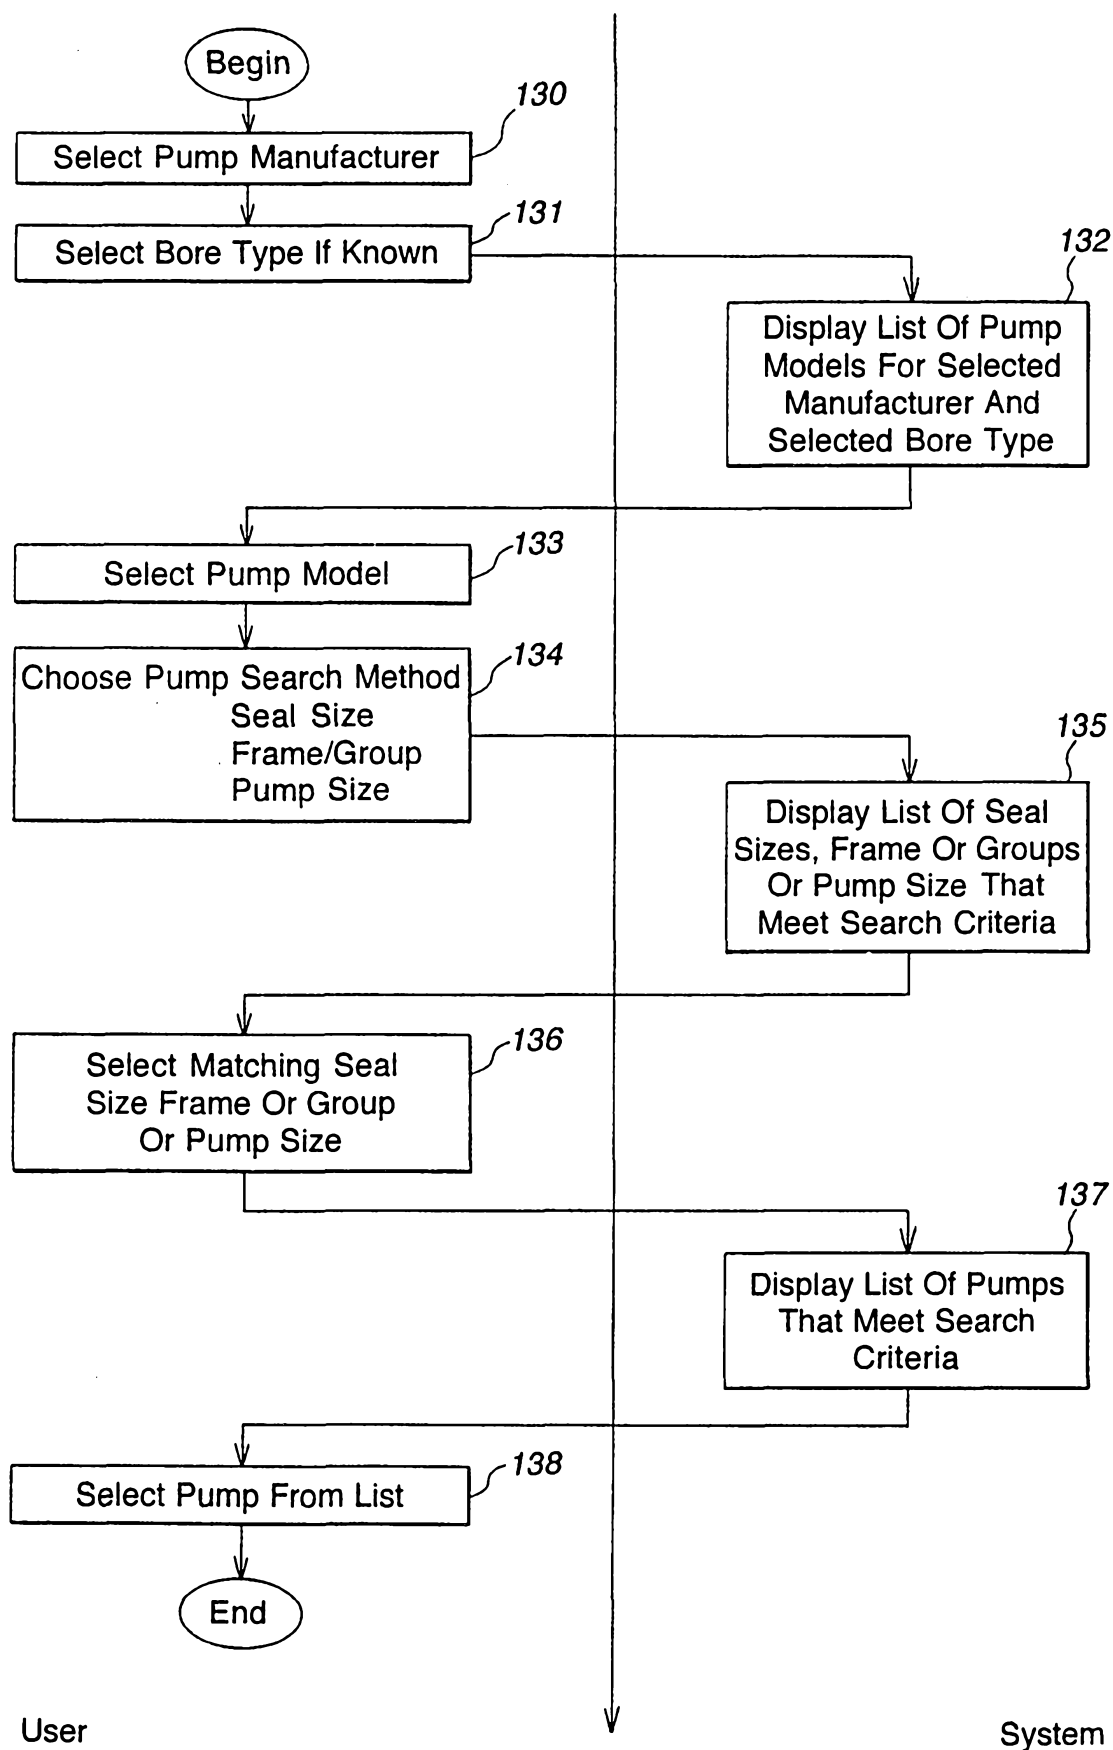 Begin
130
Select Pump Manufacturer
131
Select Bore Type If Known
132
Display List Of Pump
Models For Selected
Manufacturer And
Selected Bore Type
133
Select Pump Model
134
Choose Pump Search Method
Seal Size
Frame/Group
Pump Size
135
Display List Of Seal
Sizes, Frame Or Groups
Or Pump Size That
Meet Search Criteria
136
Select Matching Seal
Size Frame Or Group
Or Pump Size
137
Display List Of Pumps
That Meet Search
Criteria
138
Select Pump From List
End
User
System